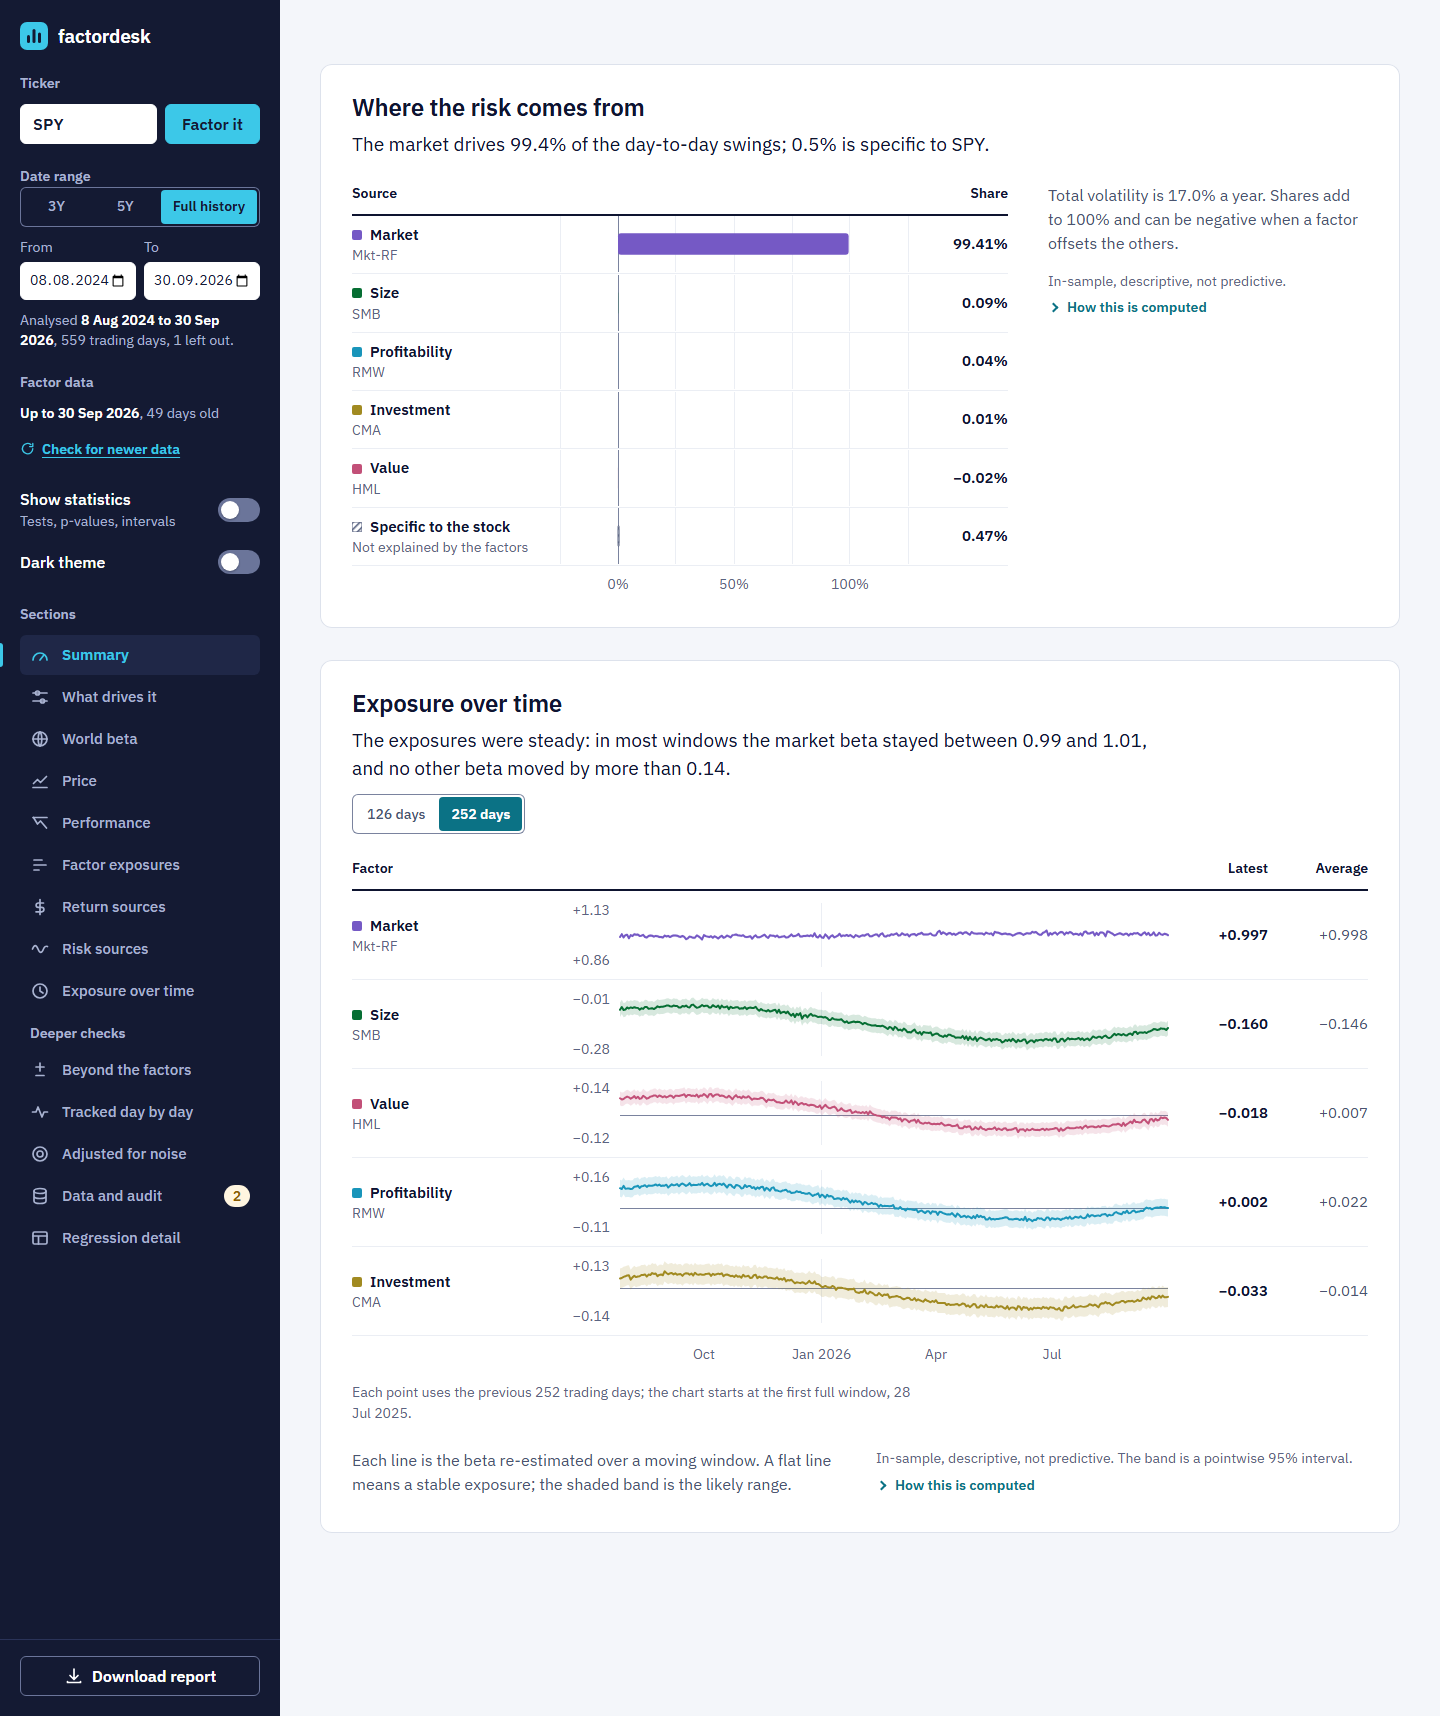 factordesk
Ticker
SPY
Factor it
Date range
3Y 5Y Full history
From To
08.08.2024 30.09.2026
Analysed 8 Aug 2024 to 30 Sep
2026, 559 trading days, 1 left out.
Factor data
Up to 30 Sep 2026, 49 days old
Check for newer data
Show statistics
Tests, p-values, intervals
Dark theme
Sections
Summary
What drives it
World beta
Price
Performance
Factor exposures
Return sources
Risk sources
Exposure over time
Deeper checks
Beyond the factors
Tracked day by day
Adjusted for noise
Data and audit 2
Regression detail
Download report
Where the risk comes from
The market drives 99.4% of the day-to-day swings; 0.5% is specific to SPY.
Source Share
Market
Mkt-RF
99.41%
Size
SMB
0.09%
Profitability
RMW
0.04%
Investment
CMA
0.01%
Value
HML
−0.02%
Specific to the stock
Not explained by the factors
0.47%
0% 50% 100%
Total volatility is 17.0% a year. Shares add
to 100% and can be negative when a factor
offsets the others.
In-sample, descriptive, not predictive.
How this is computed
Exposure over time
The exposures were steady: in most windows the market beta stayed between 0.99 and 1.01,
and no other beta moved by more than 0.14.
126 days 252 days
Factor Latest Average
Market
Mkt-RF
+1.13
+0.86
+0.997 +0.998
Size
SMB
−0.01
−0.28
−0.160 −0.146
Value
HML
+0.14
−0.12
−0.018 +0.007
Profitability
RMW
+0.16
−0.11
+0.002 +0.022
Investment
CMA
+0.13
−0.14
−0.033 −0.014
Oct Jan 2026 Apr Jul
Each point uses the previous 252 trading days; the chart starts at the first full window, 28
Jul 2025.
Each line is the beta re-estimated over a moving window. A flat line
means a stable exposure; the shaded band is the likely range.
In-sample, descriptive, not predictive. The band is a pointwise 95% interval.
How this is computed